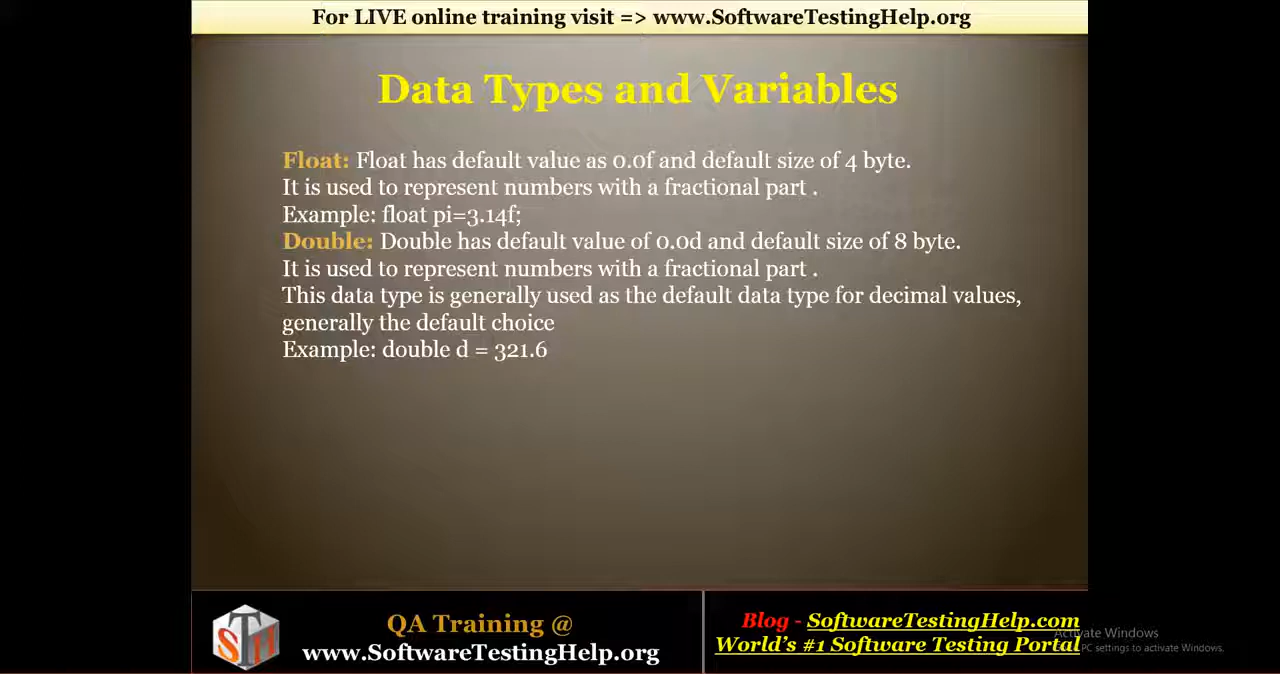 For LIVE online training visit => www.SoftwareTestingHelp.org
Data Types and Variables
Float: Float has default value as 0.0f and default size of 4 byte.
It is used to represent numbers with a fractional part .
Example: float pi=3.14f;
Double: Double has default value of 0.0d and default size of 8 byte.
It is used to represent numbers with a fractional part .
This data type is generally used as the default data type for decimal values,
generally the default choice
Example: double d = 321.6
STH
QA Training @
www.SoftwareTestingHelp.org
Blog - SoftwareTestingHelp.com
World's #1 Software Testing Portal
Activate Windows
PC settings to activate Windows.